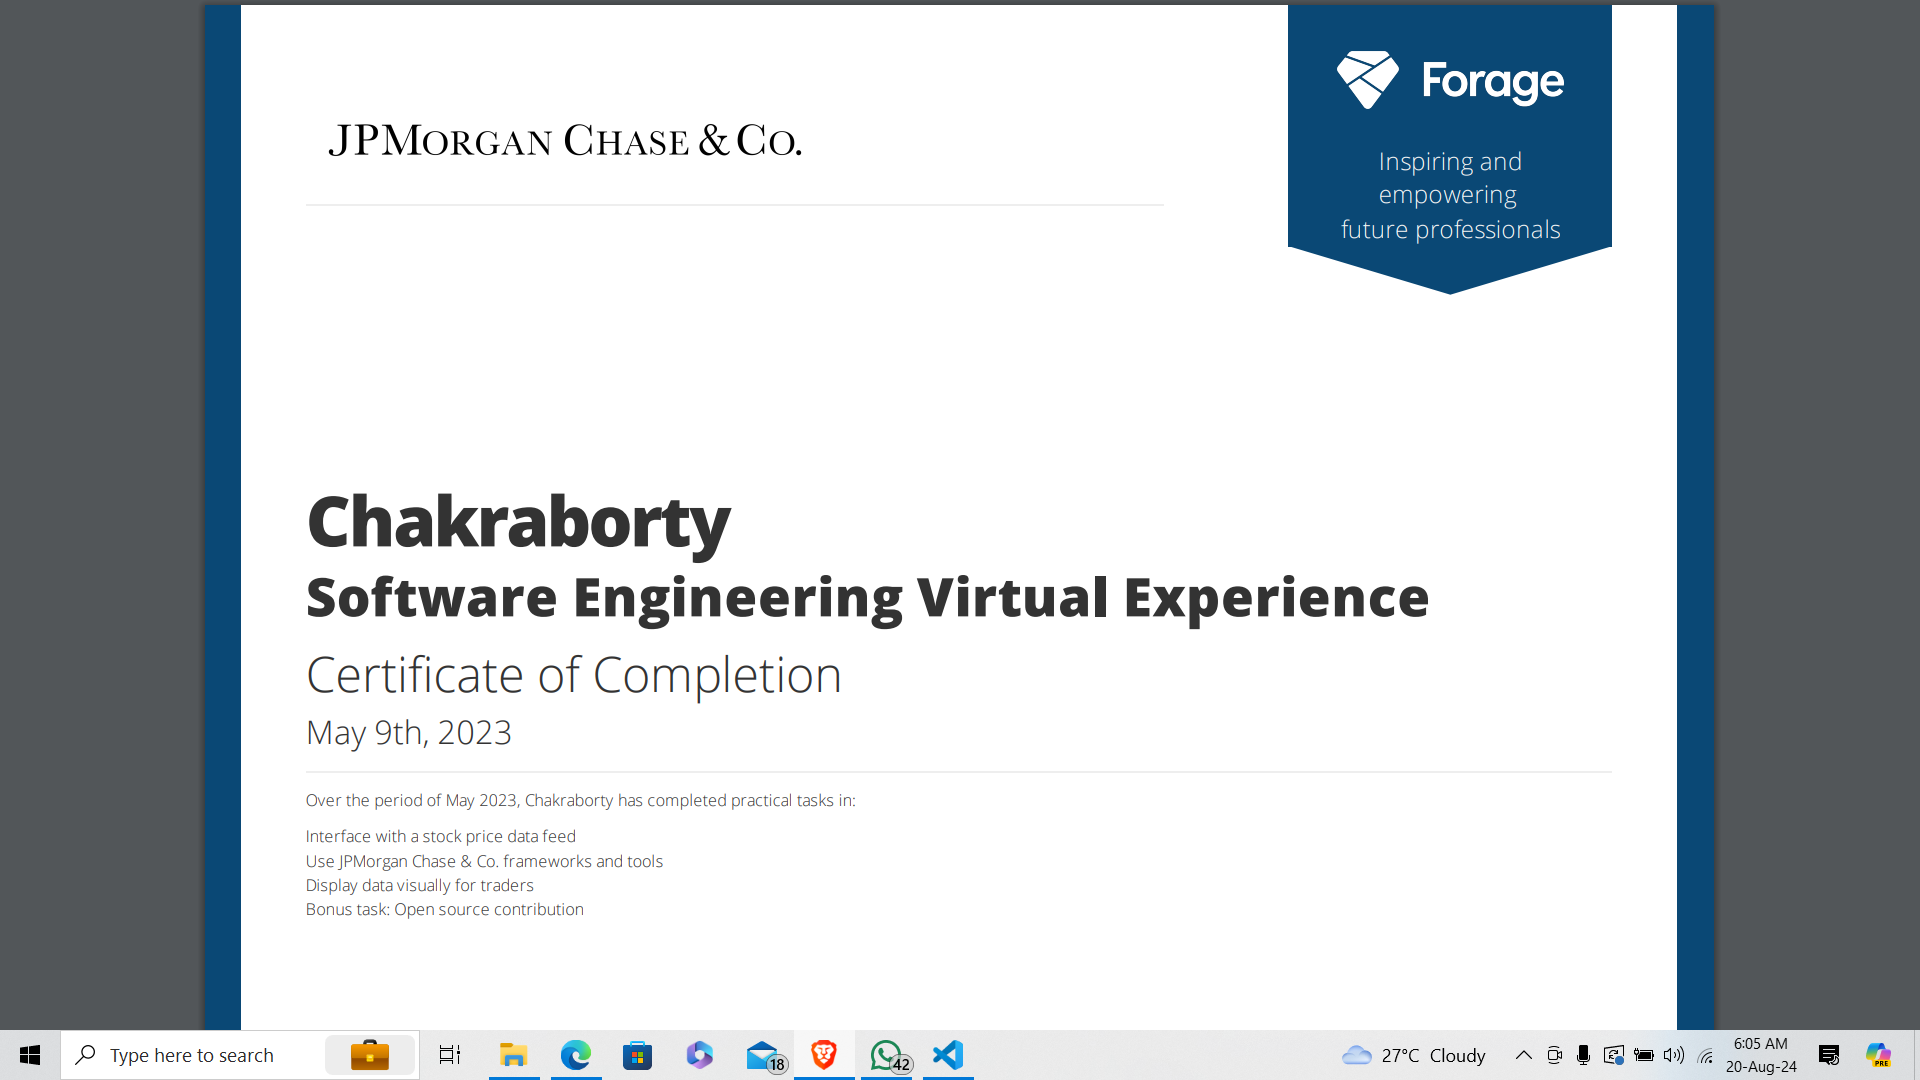 JPMORGAN CHASE & CO.
Forage
Inspiring and
empowering
future professionals
Chakraborty
Software Engineering Virtual Experience
Certificate of Completion
May 9th, 2023
Over the period of May 2023, Chakraborty has completed practical tasks in:
Interface with a stock price data feed
Use JPMorgan Chase & Co. frameworks and tools
Display data visually for traders
Bonus task: Open source contribution
Type here to search
18
42
27°C Cloudy
6:05 AM
20-Aug-24
PRE